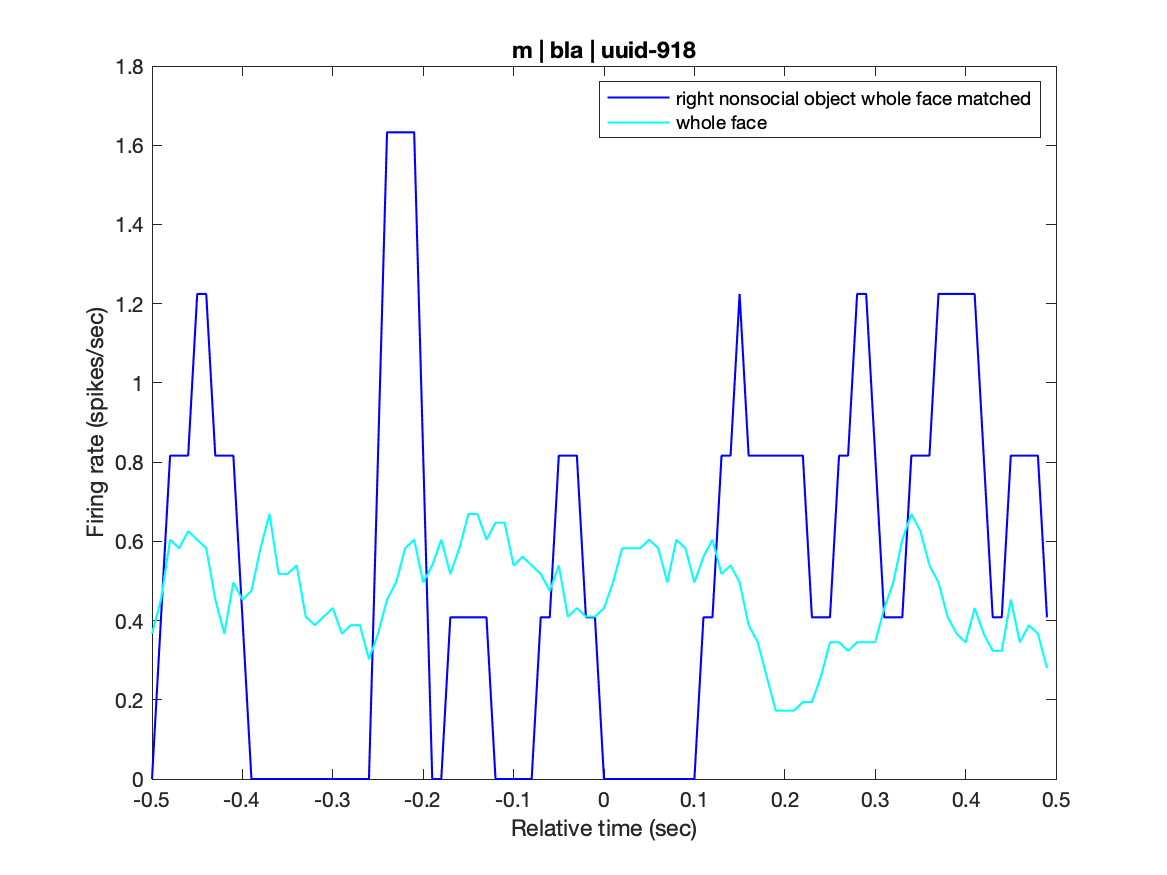 m | bla | uuid-918
right nonsocial object whole face matched
whole face
Firing rate (spikes/sec)
1.8
1.6
1.4
1.2
1
0.8
0.6
0.4
0.2
0
-0.5 -0.4 -0.3 -0.2 -0.1 0 0.1 0.2 0.3 0.4 0.5
Relative time (sec)